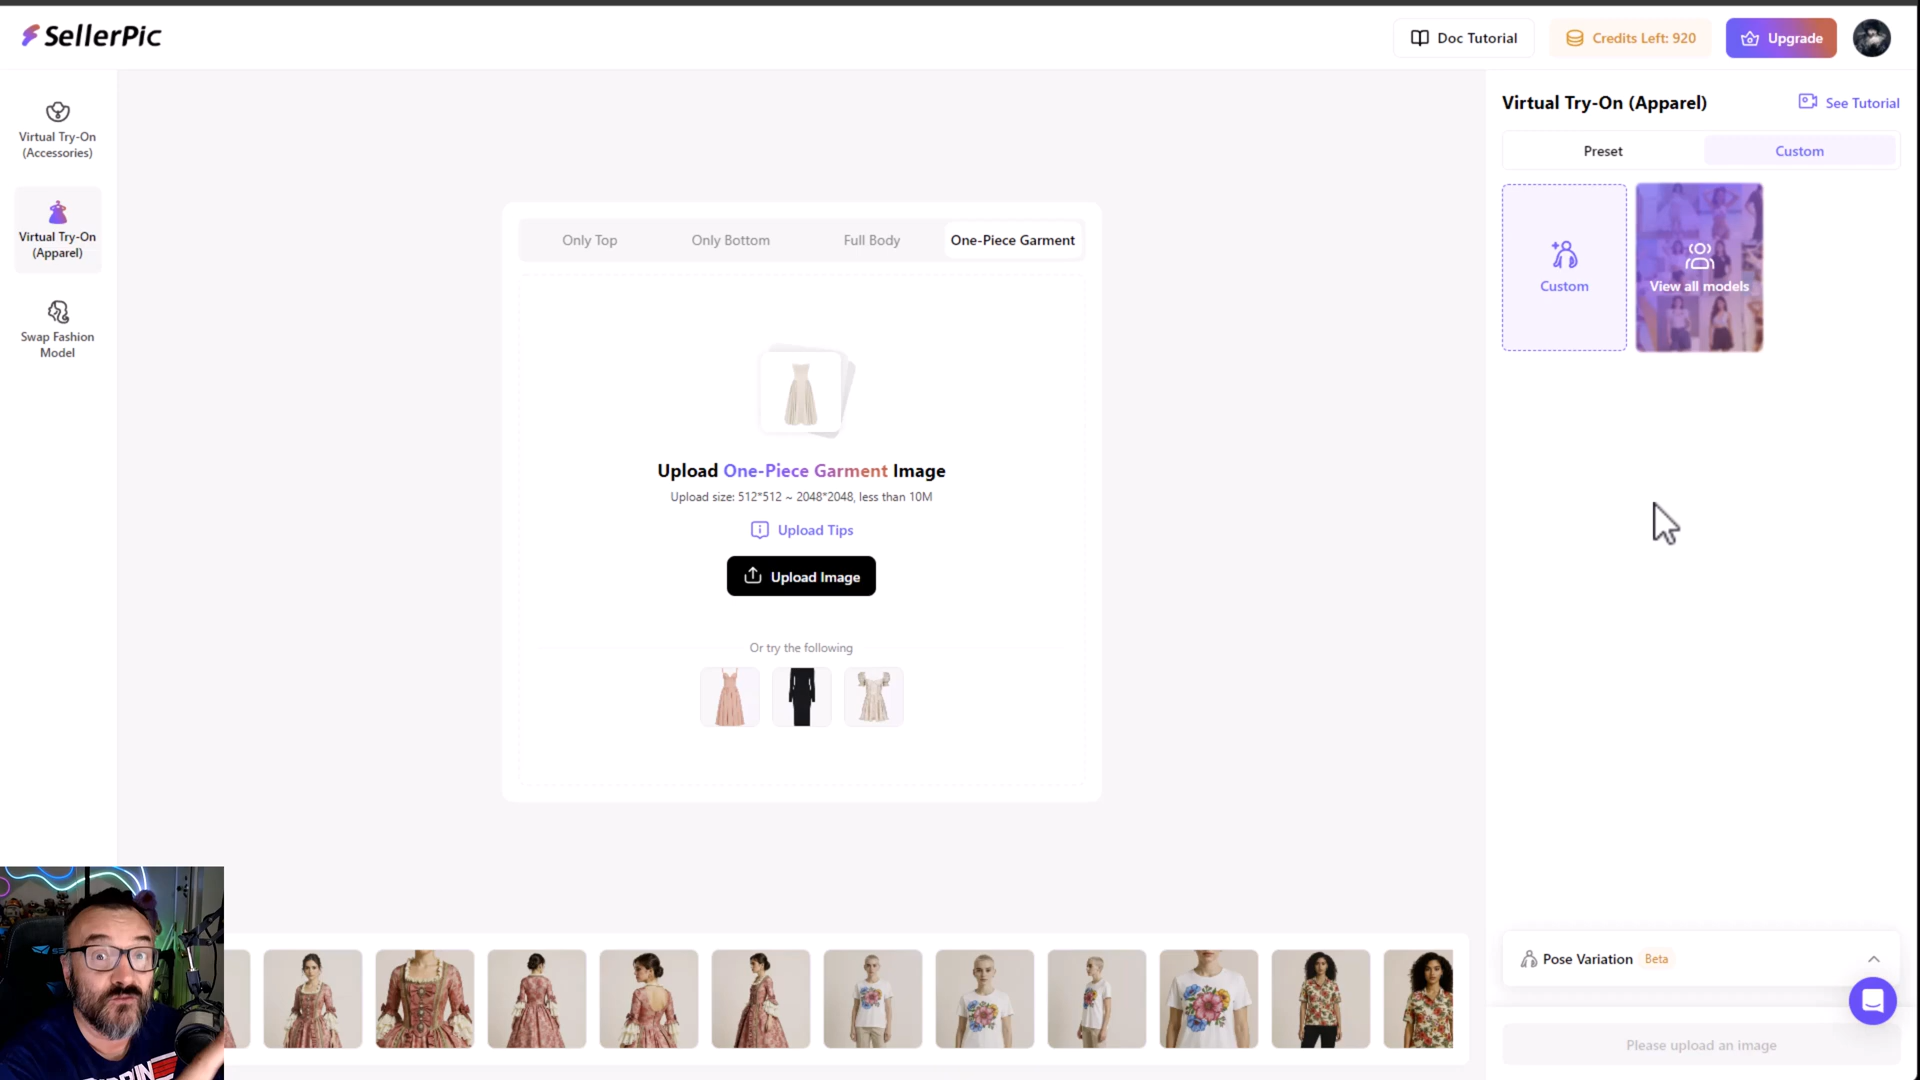 SellerPic
Doc Tutorial
Credits Left: 920
Upgrade
Virtual Try-On
(Accessories)
Virtual Try-On
(Apparel)
Swap Fashion
Model
Only Top
Only Bottom
Full Body
One-Piece Garment
Upload One-Piece Garment Image
Upload size: 512*512 ~ 2048*2048, less than 10M
Upload Tips
Upload Image
Or try the following
Virtual Try-On (Apparel)
See Tutorial
Preset
Custom
Custom
View all models
Pose Variation Beta
Please upload an image